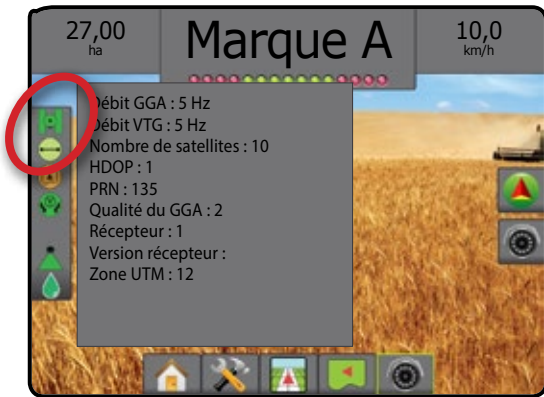 27,00
ha
Marque A
10,0
km/h
Débit GGA : 5 Hz
Débit VTG : 5 Hz
Nombre de satellites : 10
HDOP : 1
PRN : 135
Qualité du GGA : 2
Récepteur : 1
Version récepteur :
Zone UTM : 12